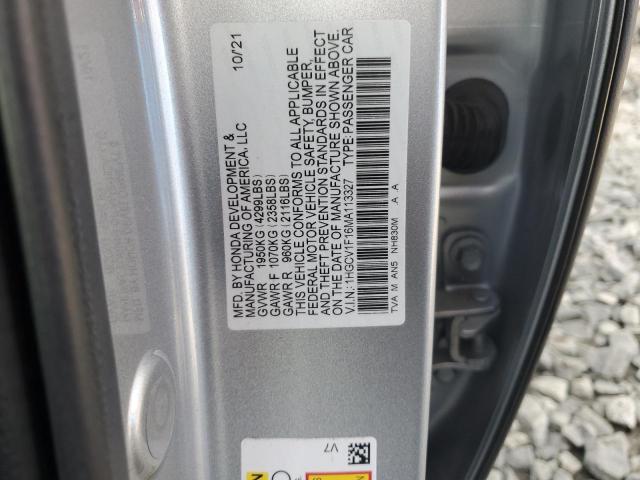 MFD. BY HONDA DEVELOPMENT & 10/21
MANUFACTURING OF AMERICA, LLC
GVWR 1950KG (4299LBS)
GAWR F 1070KG (2358LBS)
GAWR R 960KG (2116LBS)
THIS VEHICLE CONFORMS TO ALL APPLICABLE
FEDERAL MOTOR VEHICLE SAFETY, BUMPER,
AND THEFT PREVENTION STANDARDS IN EFFECT
ON THE DATE OF MANUFACTURE SHOWN ABOVE.
V.I.N.: 1HGCV1F16MA113327 TYPE: PASSENGER CAR
TVA M AN5 NH830M A A
V7